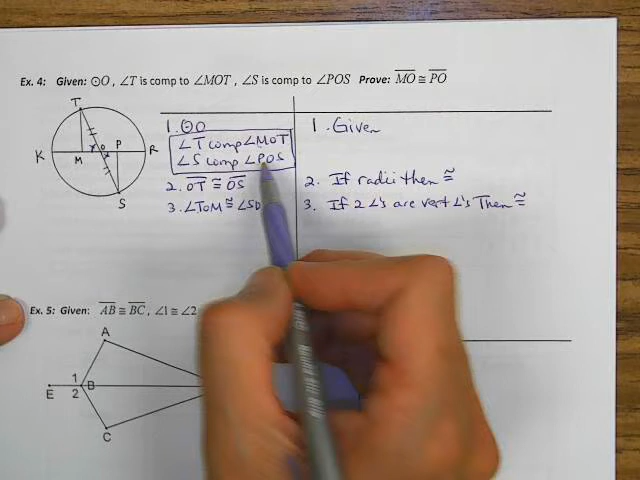 Ex. 4: Given: ⊙O, ∠T is comp to ∠MOT, ∠S is comp to ∠POS Prove: MO ≅ PO
T
K
M
O
P
R
S
1. ⊙O
∠T comp ∠MOT
∠S comp ∠POS
1. Given
2. OT ≅ OS
2. If radii then ≅
3. ∠TOM ≅ ∠SO
3. If 2 ∠'s are vert ∠'s Then ≅
Ex. 5: Given: AB ≅ BC, ∠1 ≅ ∠2
A
1
E
2
B
C